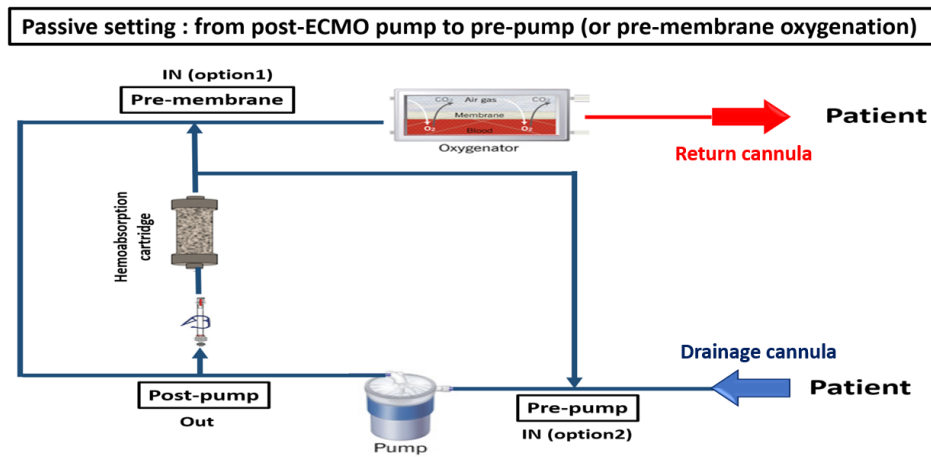 Passive setting : from post-ECMO pump to pre-pump (or pre-membrane oxygenation)
IN (option1)
Pre-membrane
CO₂ Air gas CO₂
Membrane
O₂ Blood O₂
Oxygenator
Patient
Return cannula
Hemoabsorption
cartridge
Drainage cannula
Patient
Post-pump
Out
Pump
Pre-pump
IN (option2)